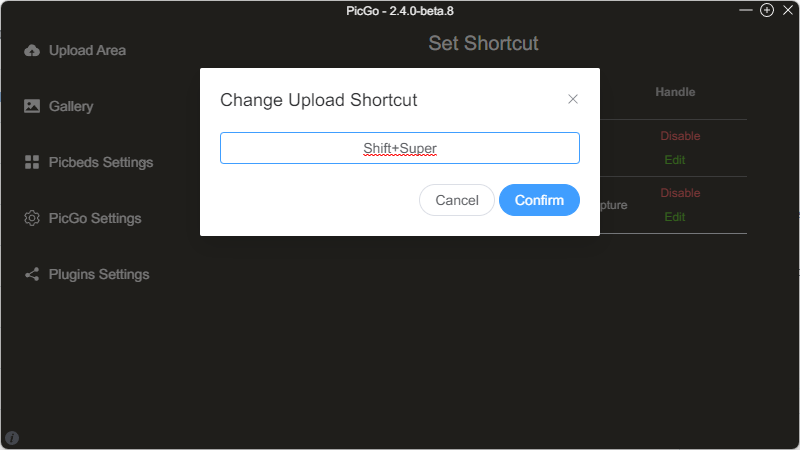 PicGo - 2.4.0-beta.8
Upload Area
Gallery
Picbeds Settings
PicGo Settings
Plugins Settings
Set Shortcut
Handle
Disable
Edit
pture
Disable
Edit
Change Upload Shortcut
Shift+Super
Cancel
Confirm